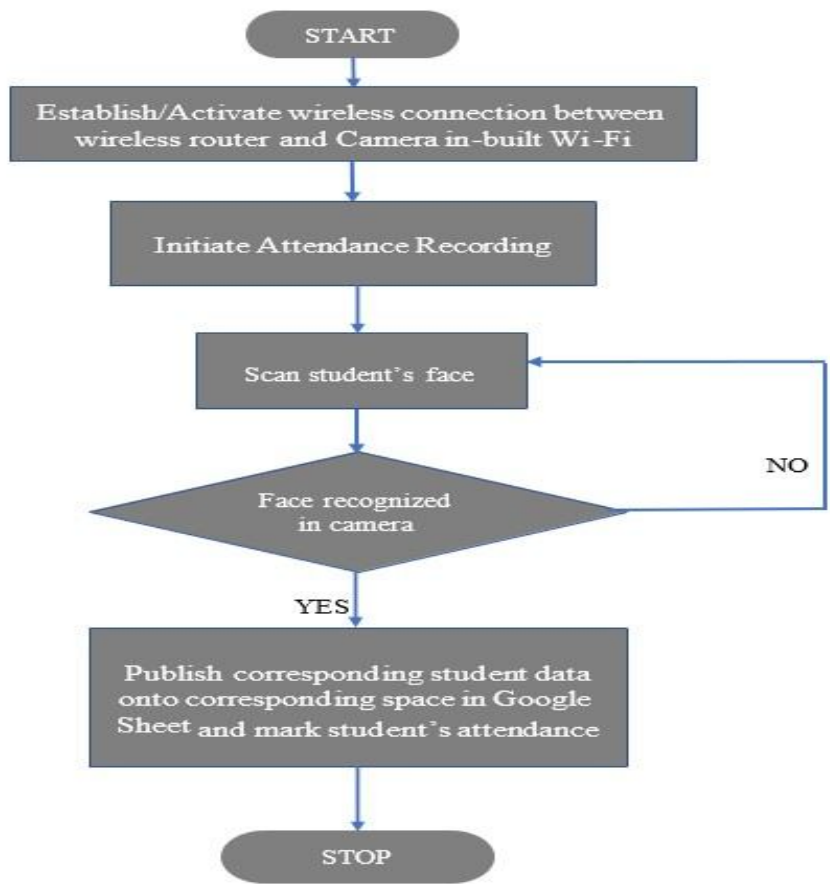 START
Establish/Activate wireless connection between
wireless router and Camera in-built Wi-Fi
Initiate Attendance Recording
Scan student's face
NO
Face recognized
in camera
YES
Publish corresponding student data
onto corresponding space in Google
Sheet and mark student's attendance
STOP